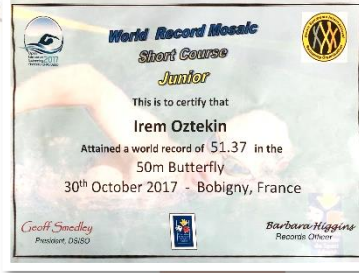 World Record Mosaic
Short Course
Junior
This is to certify that
Irem Oztekin
Attained a world record of 51.37 in the
50m Butterfly
30th October 2017 - Bobigny, France
Geoff Smedley
President, DSISO
Barbara Higgins
Records Officer
2017